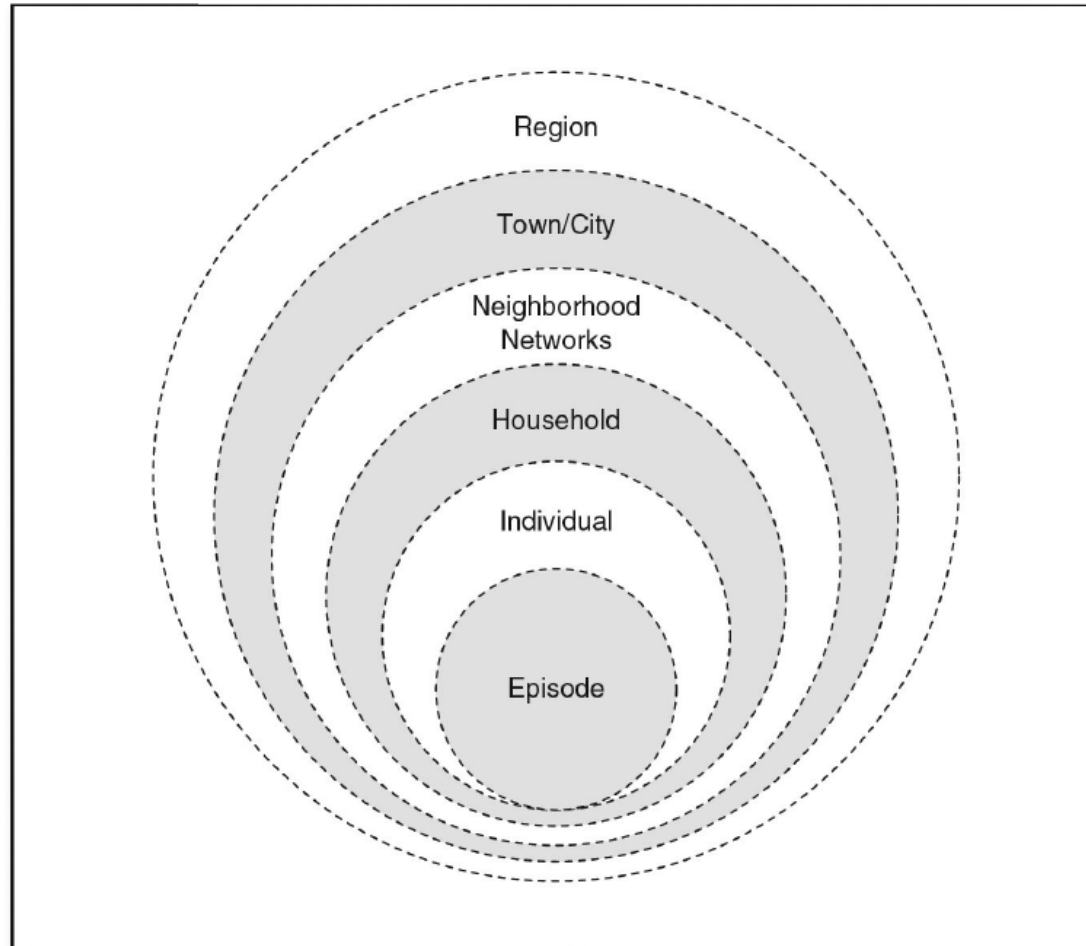 Region
Town/City
Neighborhood
Networks
Household
Individual
Episode